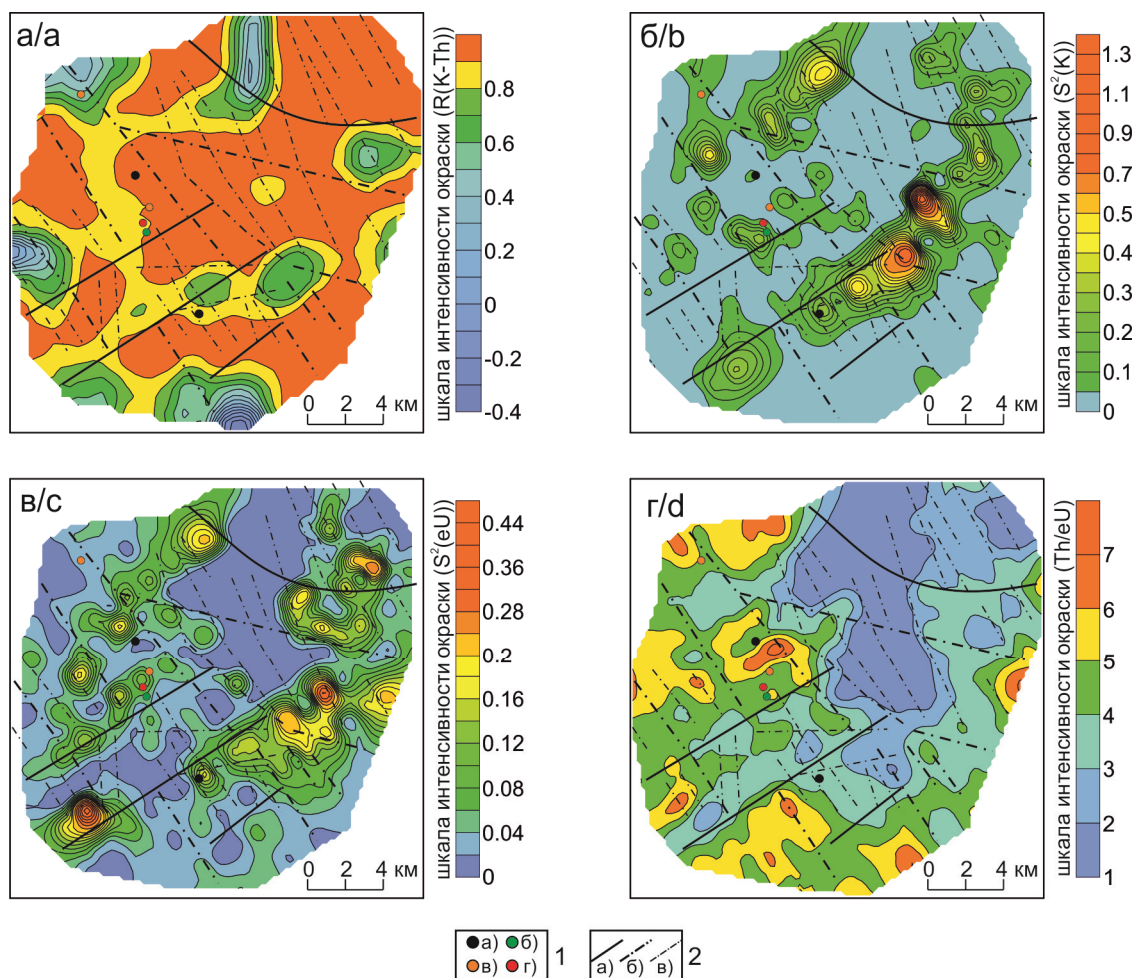 а/a
шкала интенсивности окраски (R(K-Th))
0.8
0.6
0.4
0.2
0
-0.2
-0.4
0 2 4 км
б/b
шкала интенсивности окраски (S²(K))
1.3
1.1
0.9
0.7
0.5
0.4
0.3
0.2
0.1
0
0 2 4 км
в/c
шкала интенсивности окраски (S²(eU))
0.44
0.36
0.28
0.2
0.16
0.12
0.08
0.04
0
0 2 4 км
г/d
шкала интенсивности окраски (Th/eU)
7
6
5
4
3
2
1
0 2 4 км
а) б)
в) г)
1
а) б) в)
2